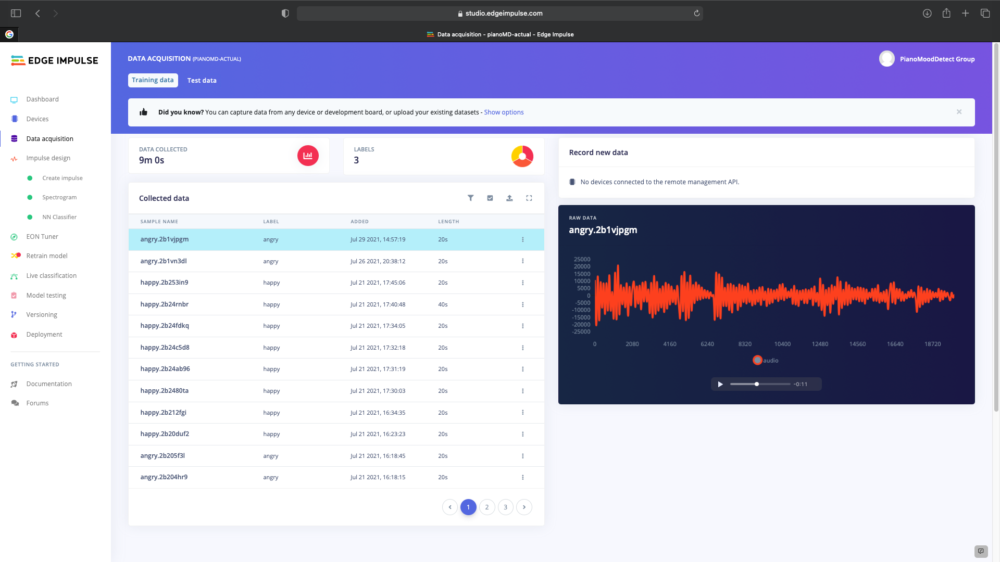 studio.edgeimpulse.com
G
Data acquisition - pianoMD-actual - Edge Impulse
EDGE IMPULSE
Dashboard
Devices
Data acquisition
Impulse design
Create impulse
Spectrogram
NN Classifier
EON Tuner
Retrain model
Live classification
Model testing
Versioning
Deployment
GETTING STARTED
Documentation
Forums
DATA ACQUISITION (PIANOMD-ACTUAL)
PianoMoodDetect Group
Training data Test data
Did you know? You can capture data from any device or development board, or upload your existing datasets - Show options ×
DATA COLLECTED
9m 0s
LABELS
3
Collected data
SAMPLE NAME LABEL ADDED LENGTH
angry.2b1vjpgm angry Jul 29 2021, 14:57:19 20s
angry.2b1vn3dl angry Jul 26 2021, 20:38:12 20s
happy.2b253in9 happy Jul 21 2021, 17:45:06 20s
happy.2b24rnbr happy Jul 21 2021, 17:40:48 40s
happy.2b24fdkq happy Jul 21 2021, 17:34:05 20s
happy.2b24c5d8 happy Jul 21 2021, 17:32:18 20s
happy.2b24ab96 happy Jul 21 2021, 17:31:19 20s
happy.2b2480ta happy Jul 21 2021, 17:30:03 20s
happy.2b212fgi happy Jul 21 2021, 16:34:35 20s
happy.2b20duf2 happy Jul 21 2021, 16:23:23 20s
angry.2b205f3l angry Jul 21 2021, 16:18:45 20s
angry.2b204hr9 angry Jul 21 2021, 16:18:15 20s
1 2 3
Record new data
No devices connected to the remote management API.
RAW DATA
angry.2b1vjpgm
25000
20000
15000
10000
5000
0
-5000
-10000
-15000
-20000
-25000
0 2080 4160 6240 8320 10400 12480 14560 16640 18720
audio
-0:11